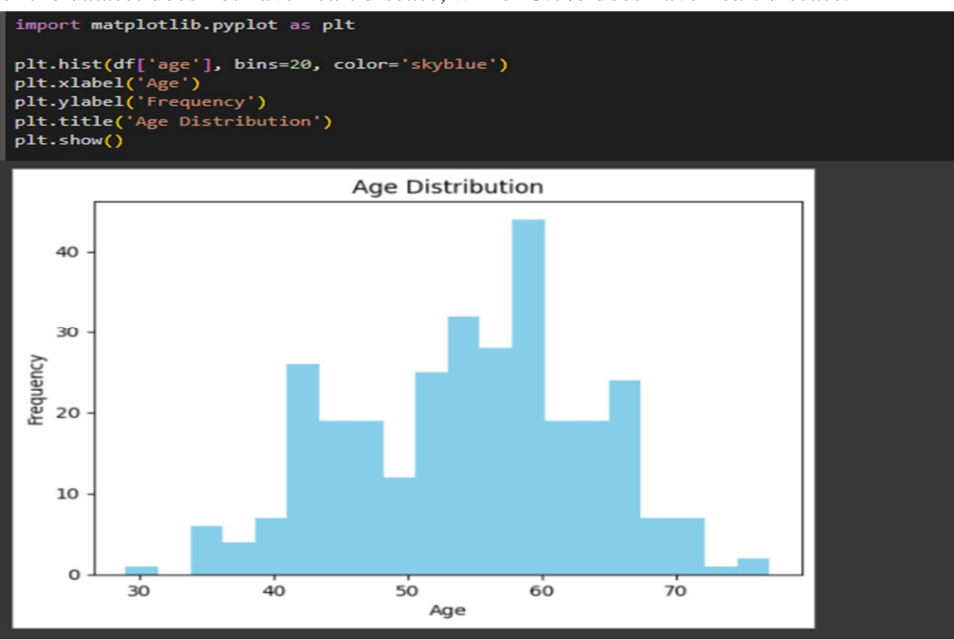 import matplotlib.pyplot as plt
plt.hist(df['age'], bins=20, color='skyblue')
plt.xlabel('Age')
plt.ylabel('Frequency')
plt.title('Age Distribution')
plt.show()
Age Distribution
Frequency
40
30
20
10
0
30 40 50 60 70
Age